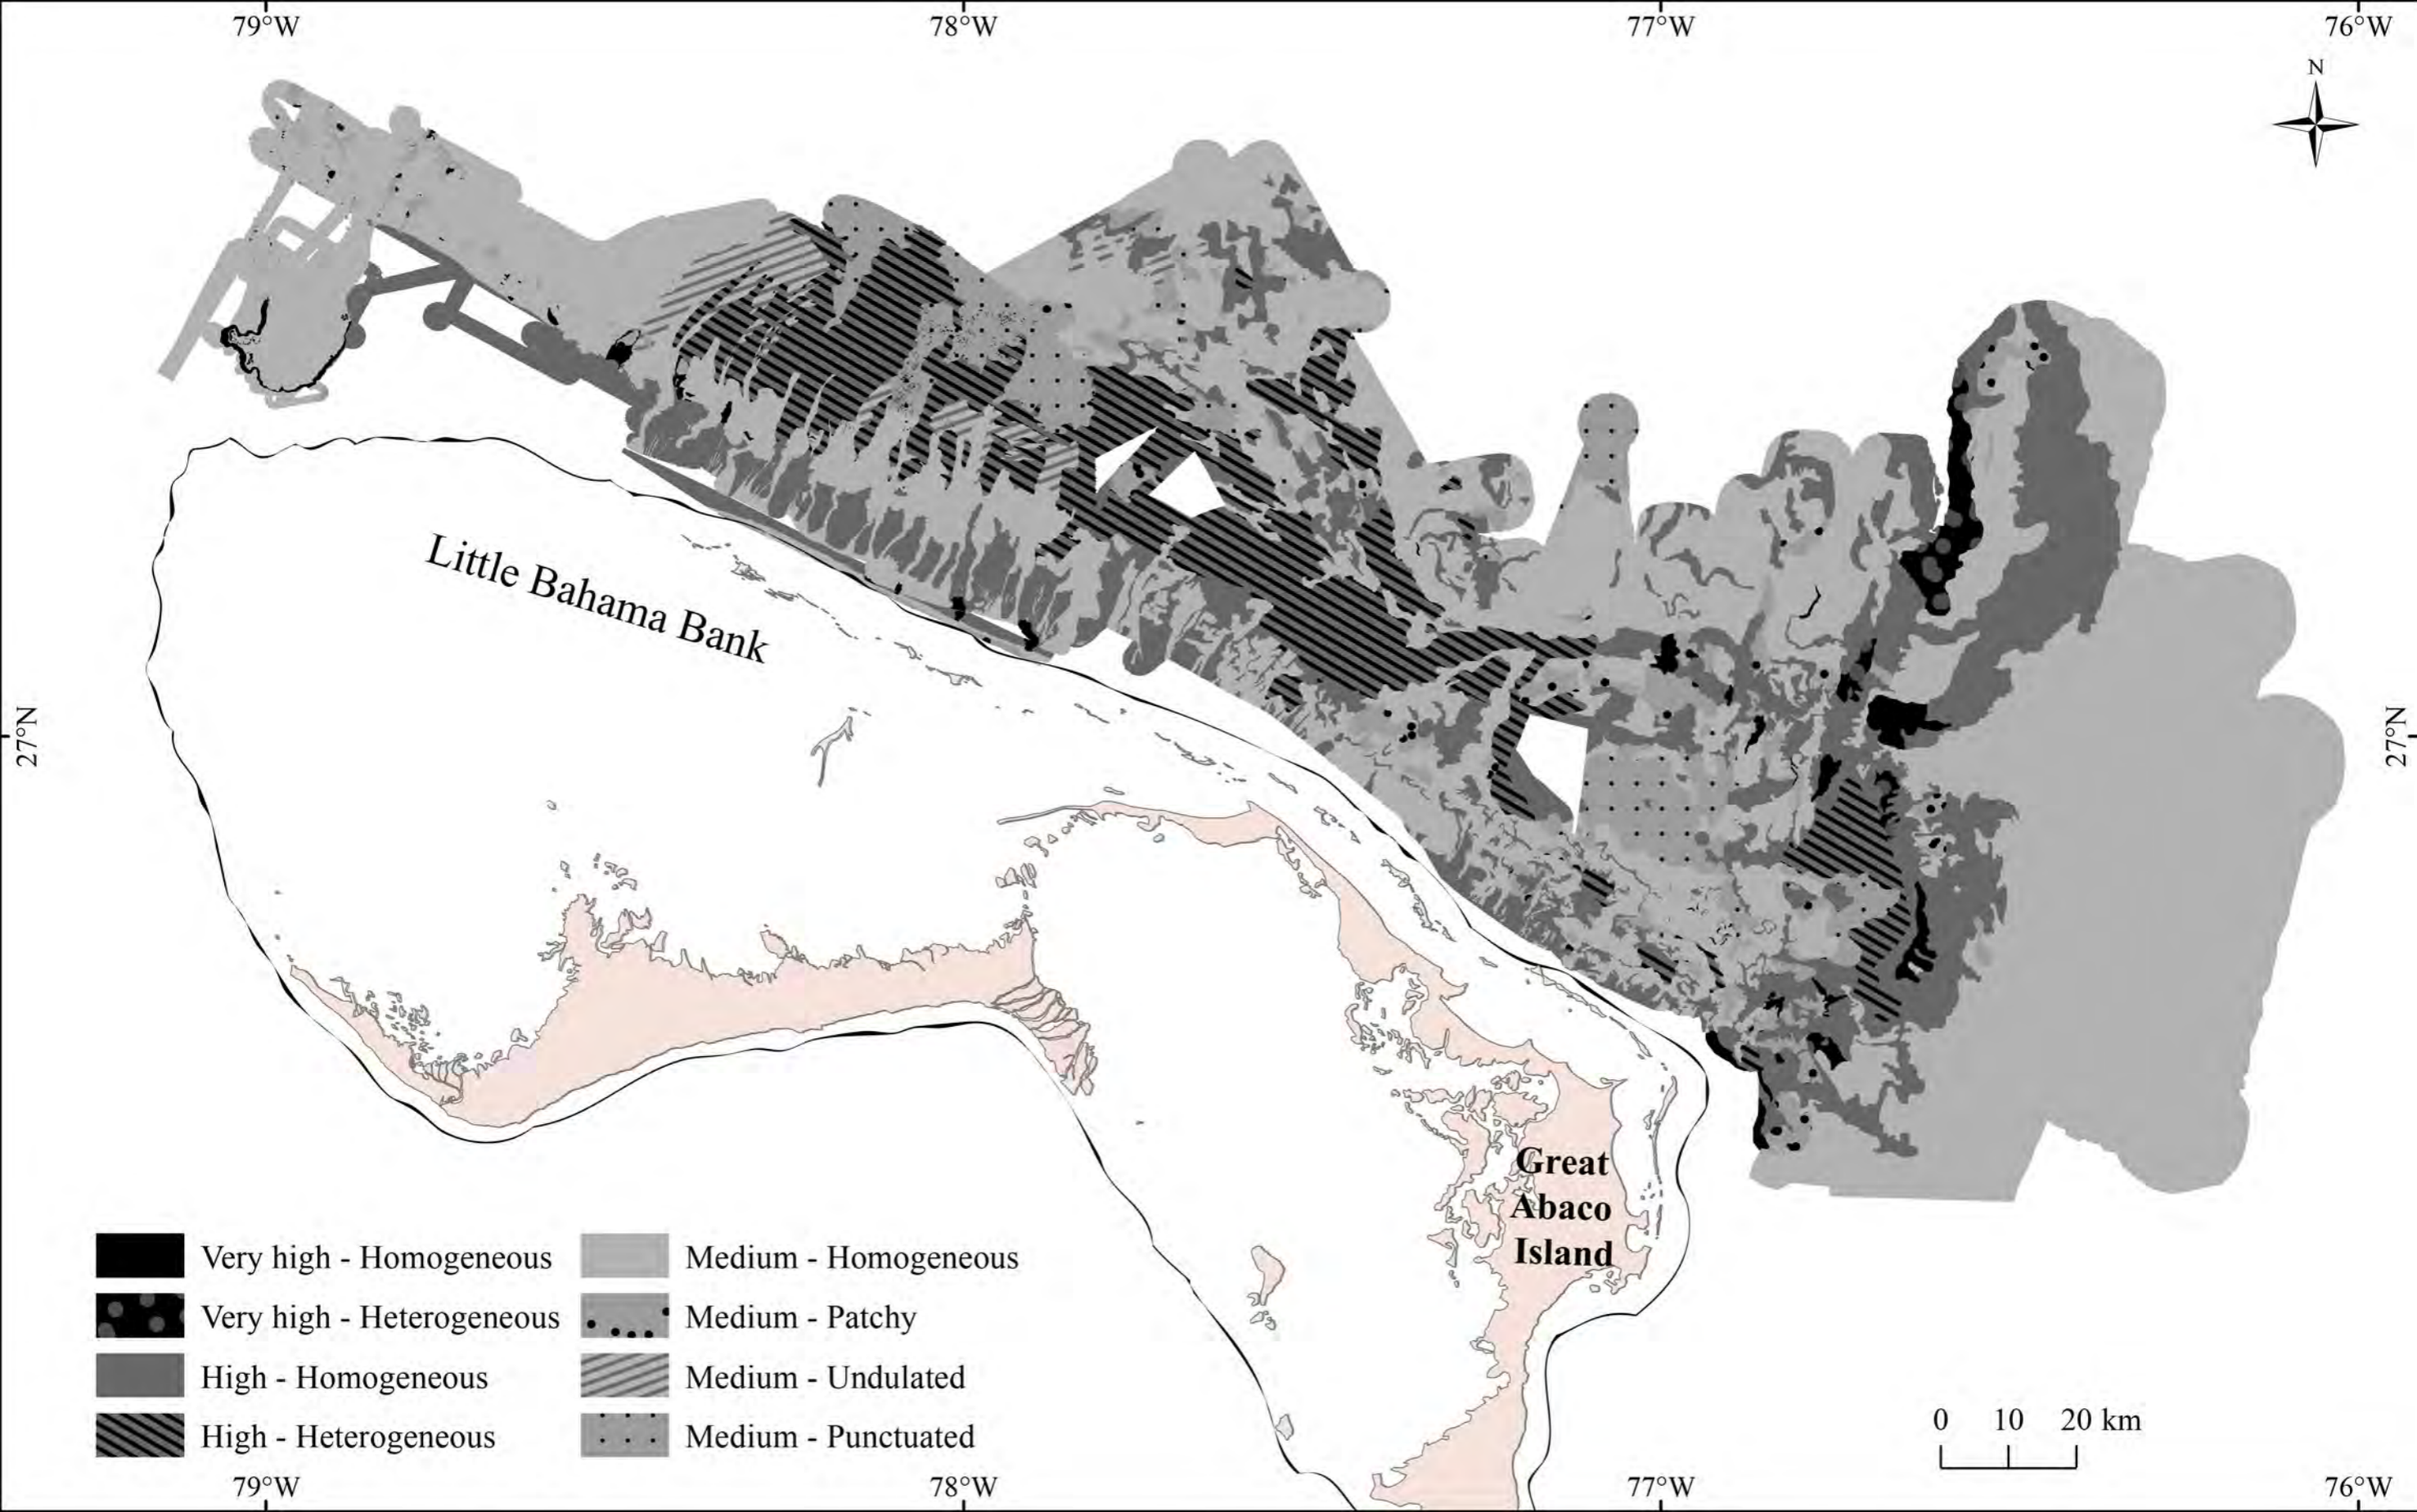 79°W 78°W 77°W 76°W
N
27°N 27°N
Little Bahama Bank
Great
Abaco
Island
Very high - Homogeneous
Very high - Heterogeneous
High - Homogeneous
High - Heterogeneous
Medium - Homogeneous
Medium - Patchy
Medium - Undulated
Medium - Punctuated
0 10 20 km
79°W 78°W 77°W 76°W